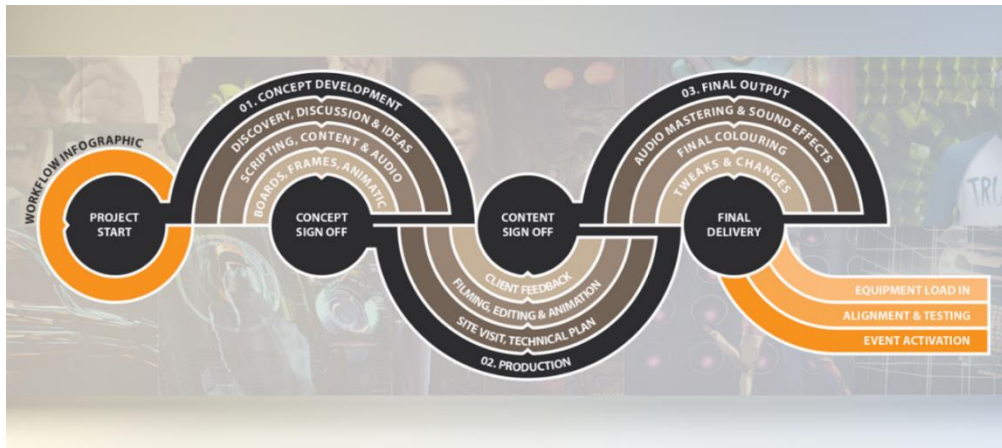 WORKFLOW INFOGRAPHIC
PROJECT
START
01. CONCEPT DEVELOPMENT
DISCOVERY, DISCUSSION & IDEAS
SCRIPTING, CONTENT & AUDIO
BOARDS, FRAMES, ANIMATIC
CONCEPT
SIGN OFF
CONTENT
SIGN OFF
CLIENT FEEDBACK
FILMING, EDITING & ANIMATION
SITE VISIT, TECHNICAL PLAN
02. PRODUCTION
03. FINAL OUTPUT
AUDIO MASTERING & SOUND EFFECTS
FINAL COLOURING
TWEAKS & CHANGES
FINAL
DELIVERY
EQUIPMENT LOAD IN
ALIGNMENT & TESTING
EVENT ACTIVATION